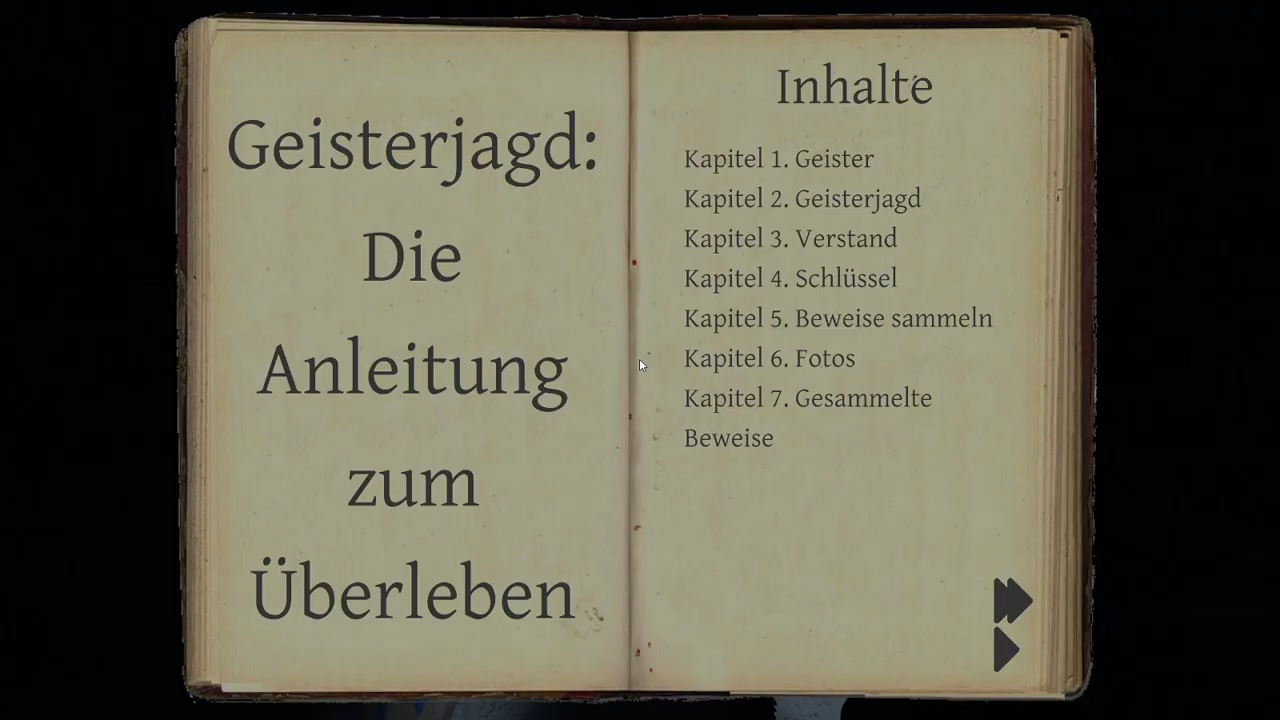 Geisterjagd:
Die
Anleitung
zum
Überleben
Inhalte
Kapitel 1. Geister
Kapitel 2. Geisterjagd
Kapitel 3. Verstand
Kapitel 4. Schlüssel
Kapitel 5. Beweise sammeln
Kapitel 6. Fotos
Kapitel 7. Gesammelte
Beweise